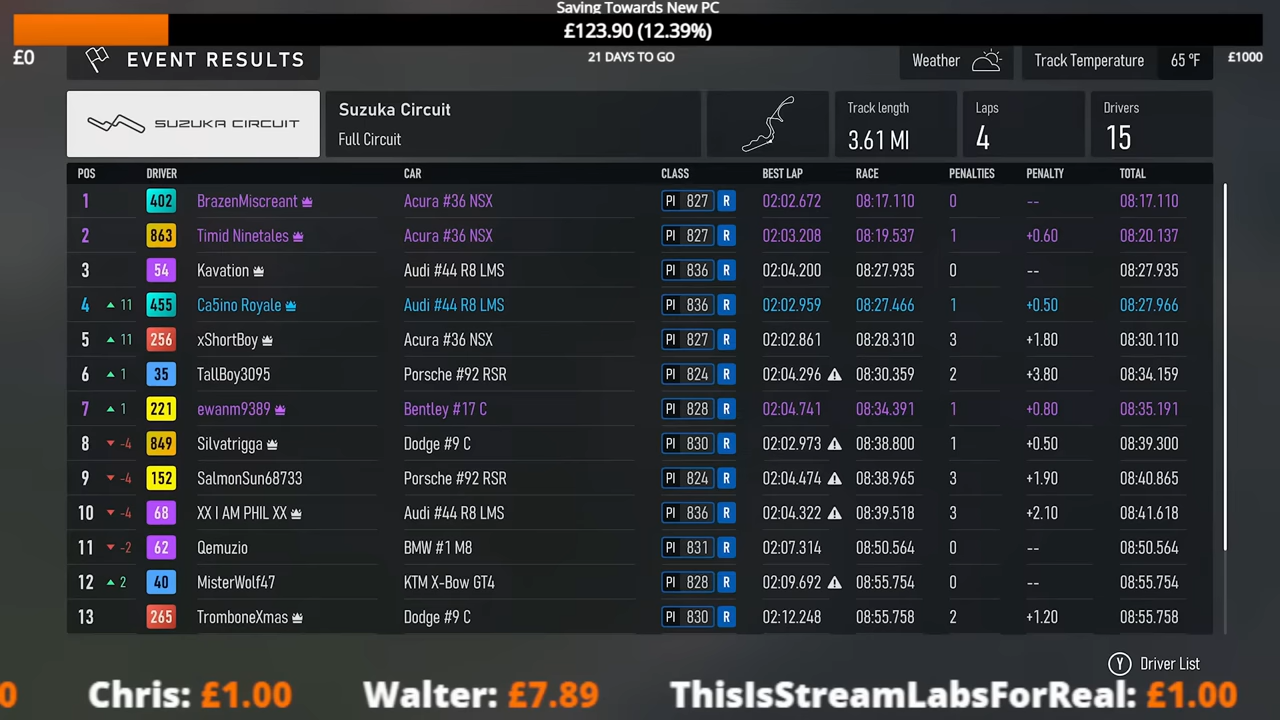 Saving Towards New PC
£123.90 (12.39%)
£0
21 DAYS TO GO
£1000
EVENT RESULTS
Weather
Track Temperature 65 °F
SUZUKA CIRCUIT
Suzuka Circuit
Full Circuit
Track length
3.61 MI
Laps
4
Drivers
15
POS DRIVER CAR CLASS BEST LAP RACE PENALTIES PENALTY TOTAL
1 402 BrazenMiscreant Acura #36 NSX PI 827 R 02:02.672 08:17.110 0 -- 08:17.110
2 863 Timid Ninetales Acura #36 NSX PI 827 R 02:03.208 08:19.537 1 +0.60 08:20.137
3 54 Kavation Audi #44 R8 LMS PI 836 R 02:04.200 08:27.935 0 -- 08:27.935
4 11 455 Ca5ino Royale Audi #44 R8 LMS PI 836 R 02:02.959 08:27.466 1 +0.50 08:27.966
5 11 256 xShortBoy Acura #36 NSX PI 827 R 02:02.861 08:28.310 3 +1.80 08:30.110
6 1 35 TallBoy3095 Porsche #92 RSR PI 824 R 02:04.296 08:30.359 2 +3.80 08:34.159
7 1 221 ewanm9389 Bentley #17 C PI 828 R 02:04.741 08:34.391 1 +0.80 08:35.191
8 -4 849 Silvatrigga Dodge #9 C PI 830 R 02:02.973 08:38.800 1 +0.50 08:39.300
9 -4 152 SalmonSun68733 Porsche #92 RSR PI 824 R 02:04.474 08:38.965 3 +1.90 08:40.865
10 -4 68 XX I AM PHIL XX Audi #44 R8 LMS PI 836 R 02:04.322 08:39.518 3 +2.10 08:41.618
11 -2 62 Qemuzio BMW #1 M8 PI 831 R 02:07.314 08:50.564 0 -- 08:50.564
12 2 40 MisterWolf47 KTM X-Bow GT4 PI 828 R 02:09.692 08:55.754 0 -- 08:55.754
13 265 TromboneXmas Dodge #9 C PI 830 R 02:12.248 08:55.758 2 +1.20 08:55.758
Y Driver List
0 Chris: £1.00 Walter: £7.89 ThisIsStreamLabsForReal: £1.00